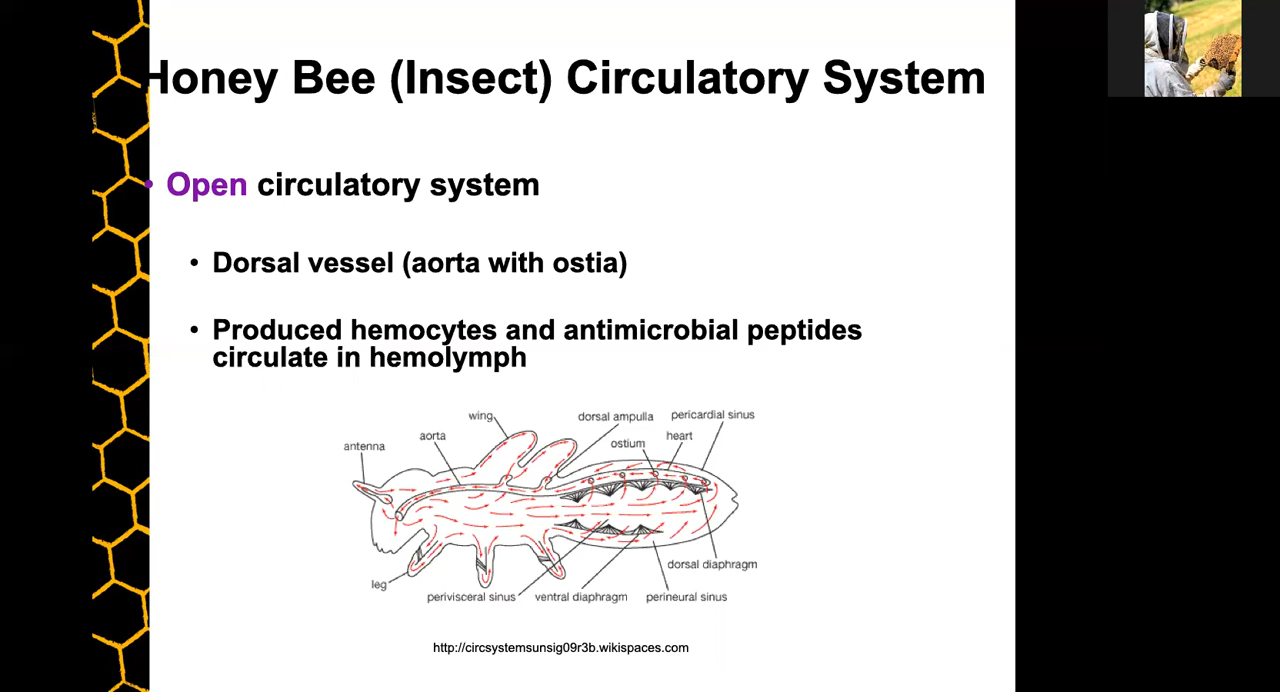 Honey Bee (Insect) Circulatory System
• Open circulatory system
• Dorsal vessel (aorta with ostia)
• Produced hemocytes and antimicrobial peptides
circulate in hemolymph
wing
dorsal ampulla
pericardial sinus
antenna
aorta
ostium
heart
dorsal diaphragm
leg
perivisceral sinus
ventral diaphragm
perineural sinus
http://circsystemsunsig09r3b.wikispaces.com